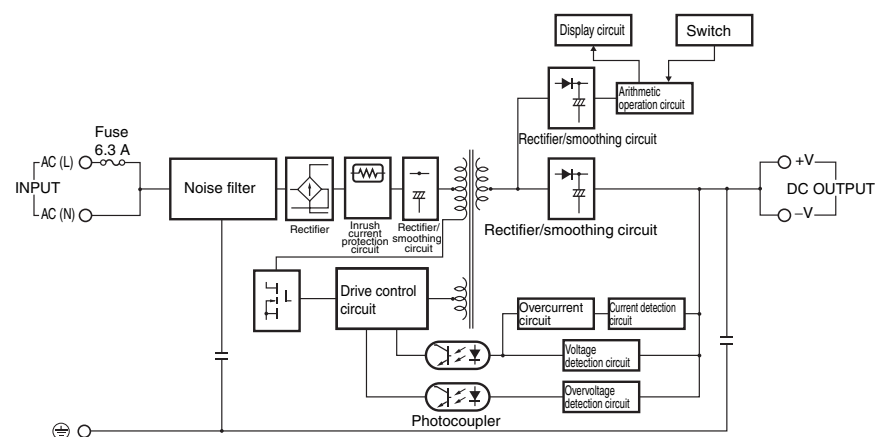 Display circuit
Switch
Arithmetic
operation circuit
Rectifier/smoothing circuit
Fuse
6.3 A
AC (L)
INPUT
AC (N)
Noise filter
Rectifier
Inrush
current
protection
circuit
Rectifier/
smoothing
circuit
Rectifier/smoothing circuit
+V
DC OUTPUT
−V
Drive control
circuit
Overcurrent
circuit
Current detection
circuit
Voltage
detection circuit
Overvoltage
detection circuit
Photocoupler